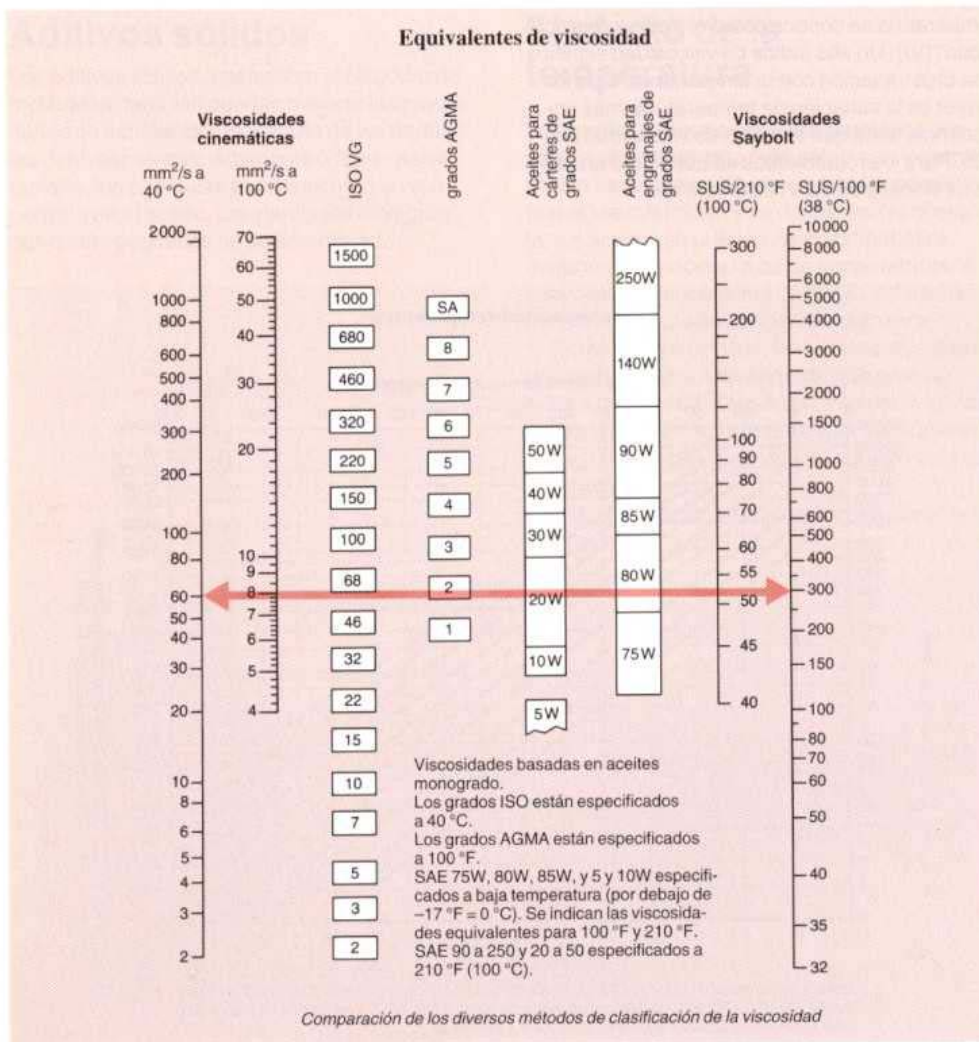 Equivalentes de viscosidad
Viscosidades
cinemáticas
mm²/s a
40 °C
mm²/s a
100 °C
ISO VG
grados AGMA
Aceites para
cárteres de
grados SAE
Aceites para
engranajes de
grados SAE
Viscosidades
Saybolt
SUS/210 °F
(100 °C)
SUS/100 °F
(38 °C)
2000
1000
800
600
500
400
300
200
100
80
60
50
40
30
20
10
8
6
5
4
3
2
70
60
50
40
30
20
10
9
8
7
6
5
4
1500
1000
680
460
320
220
150
100
68
46
32
22
15
10
7
5
3
2
SA
8
7
6
5
4
3
2
1
50W
40W
30W
20W
10W
5W
250W
140W
90W
85W
80W
75W
300
200
100
90
80
70
60
55
50
45
40
10000
8000
6000
5000
4000
3000
2000
1500
1000
800
600
500
400
300
200
150
100
80
70
60
50
40
35
32
Viscosidades basadas en aceites
monogrado.
Los grados ISO están especificados
a 40 °C.
Los grados AGMA están especificados
a 100 °F.
SAE 75W, 80W, 85W, y 5 y 10W especifi-
cados a baja temperatura (por debajo de
–17 °F = 0 °C). Se indican las viscosida-
des equivalentes para 100 °F y 210 °F.
SAE 90 a 250 y 20 a 50 especificados a
210 °F (100 °C).
Comparación de los diversos métodos de clasificación de la viscosidad